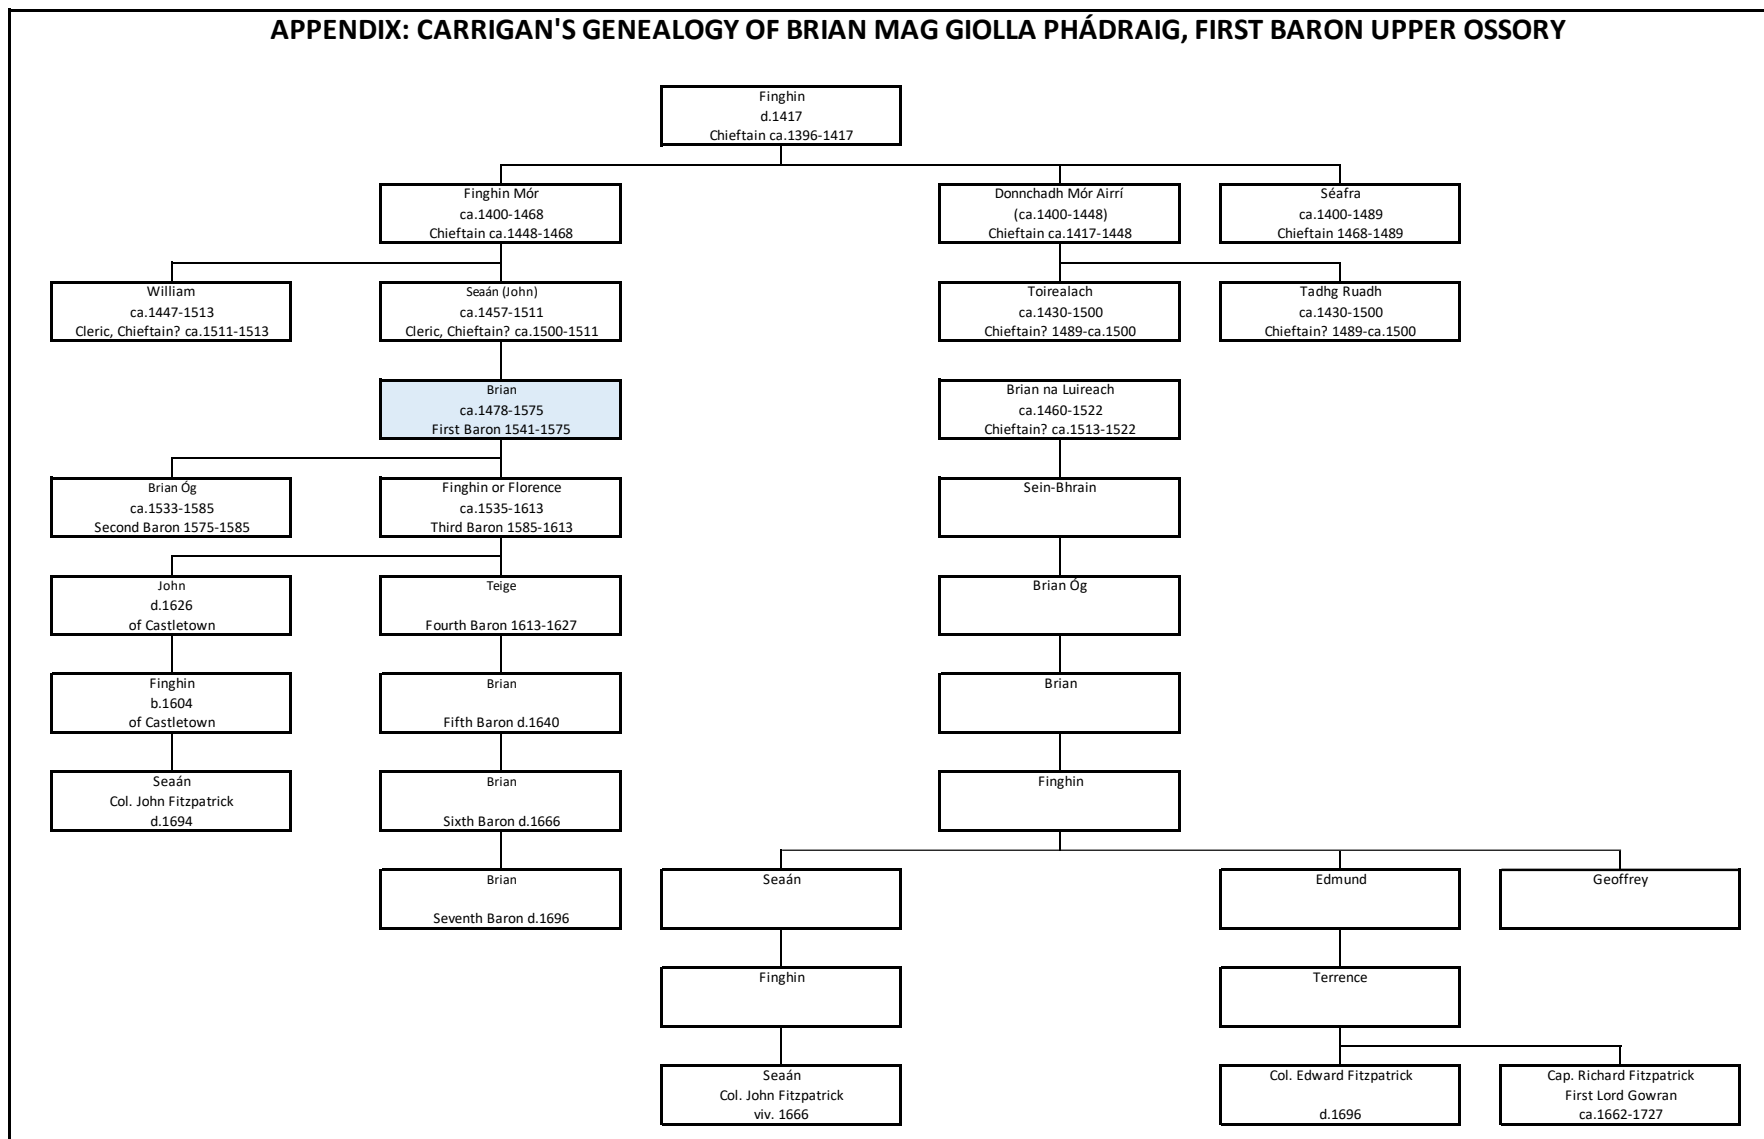 APPENDIX: CARRIGAN'S GENEALOGY OF BRIAN MAG GIOLLA PHÁDRAIG, FIRST BARON UPPER OSSORY
Finghin
d.1417
Chieftain ca.1396-1417
Finghin Mór
ca.1400-1468
Chieftain ca.1448-1468
Donnchadh Mór Airrí
(ca.1400-1448)
Chieftain ca.1417-1448
Séafra
ca.1400-1489
Chieftain 1468-1489
William
ca.1447-1513
Cleric, Chieftain? ca.1511-1513
Seaán (John)
ca.1457-1511
Cleric, Chieftain? ca.1500-1511
Toirealach
ca.1430-1500
Chieftain? 1489-ca.1500
Tadhg Ruadh
ca.1430-1500
Chieftain? 1489-ca.1500
Brian
ca.1478-1575
First Baron 1541-1575
Brian na Luireach
ca.1460-1522
Chieftain? ca.1513-1522
Brian Óg
ca.1533-1585
Second Baron 1575-1585
Finghin or Florence
ca.1535-1613
Third Baron 1585-1613
Sein-Bhrain
John
d.1626
of Castletown
Teige
Fourth Baron 1613-1627
Brian Óg
Finghin
b.1604
of Castletown
Brian
Fifth Baron d.1640
Brian
Seaán
Col. John Fitzpatrick
d.1694
Brian
Sixth Baron d.1666
Finghin
Brian
Seventh Baron d.1696
Seaán
Edmund
Geoffrey
Finghin
Terrence
Seaán
Col. John Fitzpatrick
viv. 1666
Col. Edward Fitzpatrick
d.1696
Cap. Richard Fitzpatrick
First Lord Gowran
ca.1662-1727